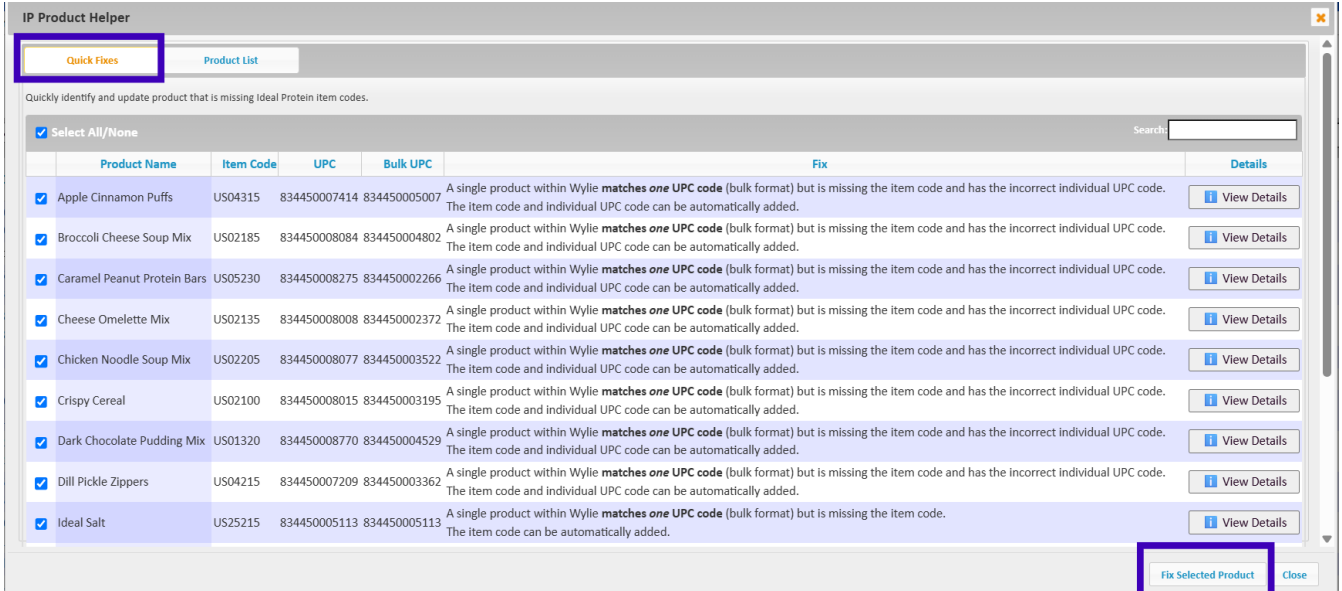 IP Product Helper
Quick Fixes
Product List
Quickly identify and update product that is missing Ideal Protein item codes.
Select All/None
Search:
Product Name Item Code UPC Bulk UPC Fix Details
Apple Cinnamon Puffs US04315 834450007414 834450005007 A single product within Wylie matches one UPC code (bulk format) but is missing the item code and has the incorrect individual UPC code.
The item code and individual UPC code can be automatically added.
View Details
Broccoli Cheese Soup Mix US02185 834450008084 834450004802 A single product within Wylie matches one UPC code (bulk format) but is missing the item code and has the incorrect individual UPC code.
The item code and individual UPC code can be automatically added.
View Details
Caramel Peanut Protein Bars US05230 834450008275 834450002266 A single product within Wylie matches one UPC code (bulk format) but is missing the item code and has the incorrect individual UPC code.
The item code and individual UPC code can be automatically added.
View Details
Cheese Omelette Mix US02135 834450008008 834450002372 A single product within Wylie matches one UPC code (bulk format) but is missing the item code and has the incorrect individual UPC code.
The item code and individual UPC code can be automatically added.
View Details
Chicken Noodle Soup Mix US02205 834450008077 834450003522 A single product within Wylie matches one UPC code (bulk format) but is missing the item code and has the incorrect individual UPC code.
The item code and individual UPC code can be automatically added.
View Details
Crispy Cereal US02100 834450008015 834450003195 A single product within Wylie matches one UPC code (bulk format) but is missing the item code and has the incorrect individual UPC code.
The item code and individual UPC code can be automatically added.
View Details
Dark Chocolate Pudding Mix US01320 834450008770 834450004529 A single product within Wylie matches one UPC code (bulk format) but is missing the item code and has the incorrect individual UPC code.
The item code and individual UPC code can be automatically added.
View Details
Dill Pickle Zippers US04215 834450007209 834450003362 A single product within Wylie matches one UPC code (bulk format) but is missing the item code and has the incorrect individual UPC code.
The item code and individual UPC code can be automatically added.
View Details
Ideal Salt US25215 834450005113 834450005113 A single product within Wylie matches one UPC code (bulk format) but is missing the item code.
The item code can be automatically added.
View Details
Fix Selected Product
Close